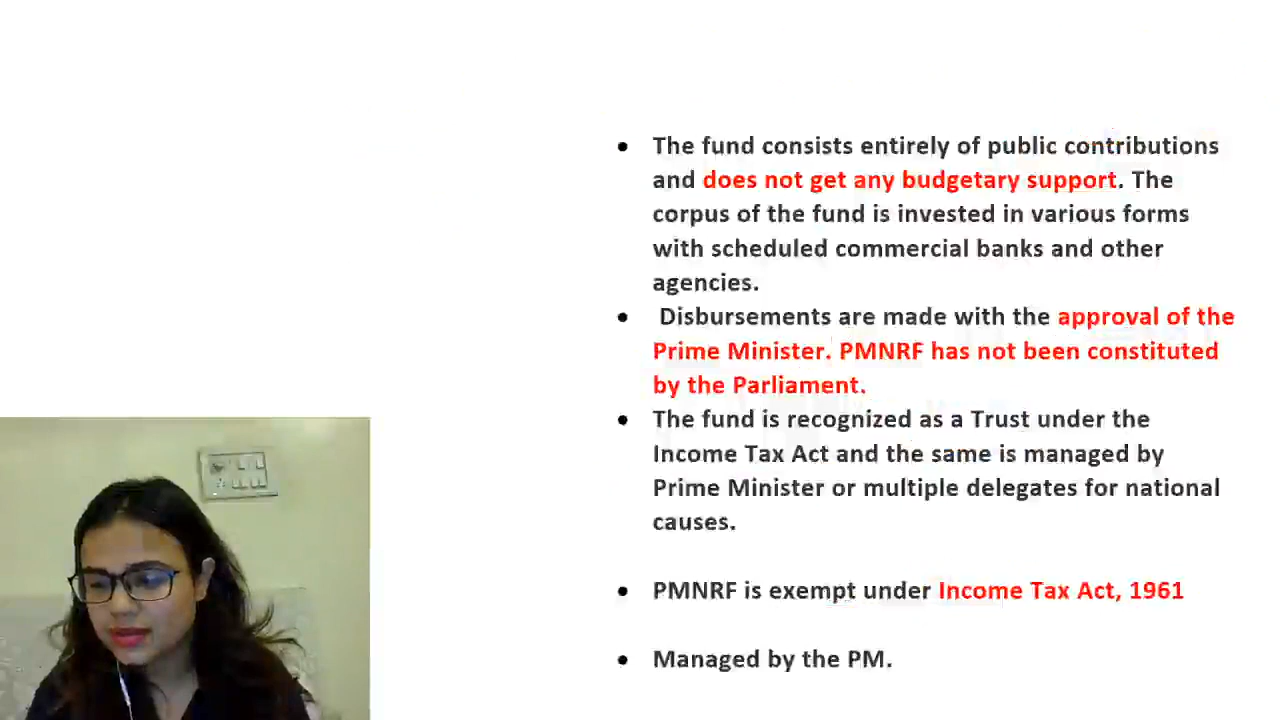 The fund consists entirely of public contributions
and does not get any budgetary support. The
corpus of the fund is invested in various forms
with scheduled commercial banks and other
agencies.
Disbursements are made with the approval of the
Prime Minister. PMNRF has not been constituted
by the Parliament.
The fund is recognized as a Trust under the
Income Tax Act and the same is managed by
Prime Minister or multiple delegates for national
causes.
PMNRF is exempt under Income Tax Act, 1961
Managed by the PM.